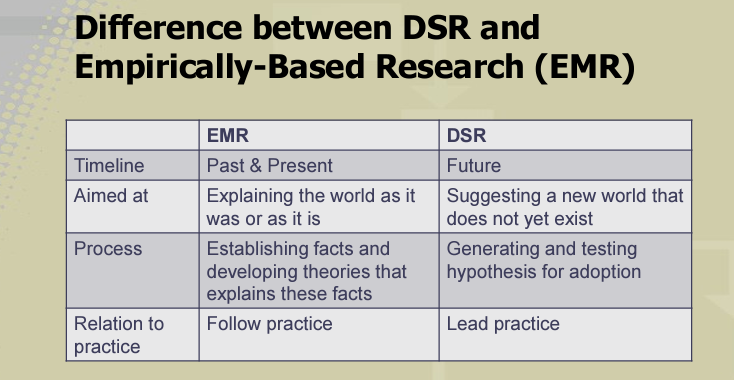 Difference between DSR and
Empirically-Based Research (EMR)
EMR DSR
Timeline Past & Present Future
Aimed at Explaining the world as it Suggesting a new world that
was or as it is does not yet exist
Process Establishing facts and Generating and testing
developing theories that hypothesis for adoption
explains these facts
Relation to Follow practice Lead practice
practice